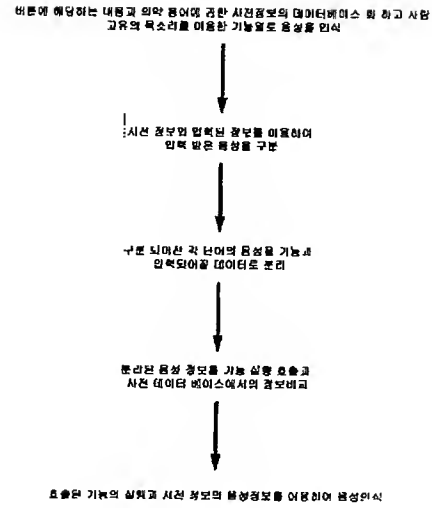 버튼에 해당하는 내용과 의약 용어에 관한 사전정보의 데이터베이스 화 하고 사람
고유의 목소리를 이용한 기능별로 음성을 인식
사전 정보와 입력된 정보를 이용하여
입력 받은 음성을 구분
구분 되어진 각 단어의 음성을 기능과
입력되어질 데이터로 분리
분리된 음성 정보를 기능 실행 호출과
사전 데이터 베이스에서의 정보비교
호출된 기능의 실행과 사전 정보의 음성정보를 이용하여 음성인식